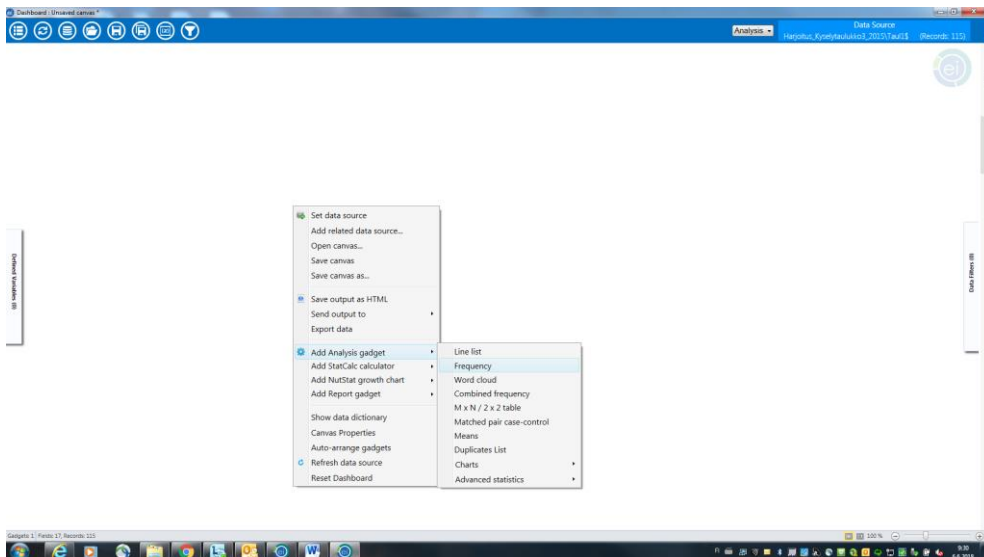 Dashboard : Unsaved canvas *
Analysis
Data Source
Harjoitus_Kyselytaulukko3_2015\Taul1$ (Records: 115)
ei
Defined Variables (0)
Data Filters (0)
Set data source
Add related data source...
Open canvas...
Save canvas
Save canvas as...
Save output as HTML
Send output to
Export data
Add Analysis gadget
Add StatCalc calculator
Add NutStat growth chart
Add Report gadget
Show data dictionary
Canvas Properties
Auto-arrange gadgets
Refresh data source
Reset Dashboard
Line list
Frequency
Word cloud
Combined frequency
M x N / 2 x 2 table
Matched pair case-control
Means
Duplicates List
Charts
Advanced statistics
Gadgets: 1 Fields: 17, Records: 115
100 %
FI
9:30